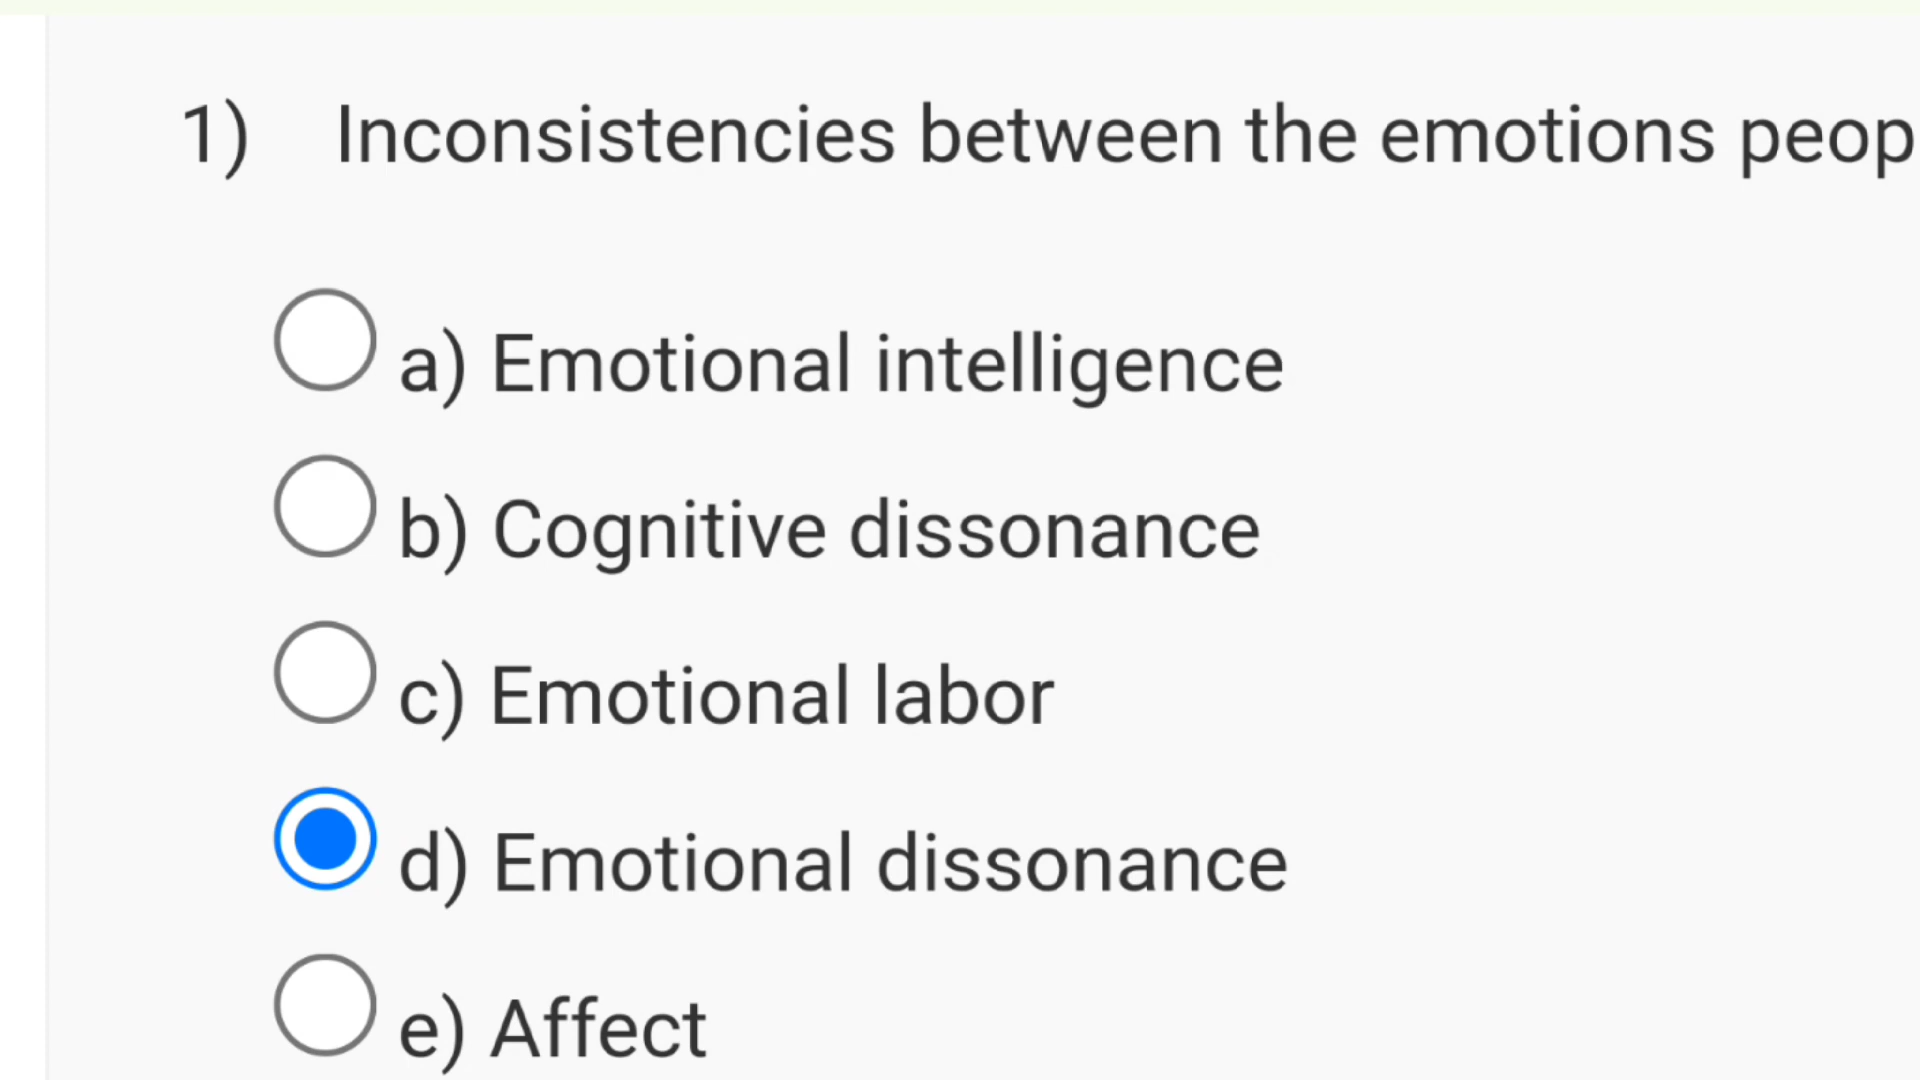 1) Inconsistencies between the emotions peop
a) Emotional intelligence
b) Cognitive dissonance
c) Emotional labor
d) Emotional dissonance
e) Affect